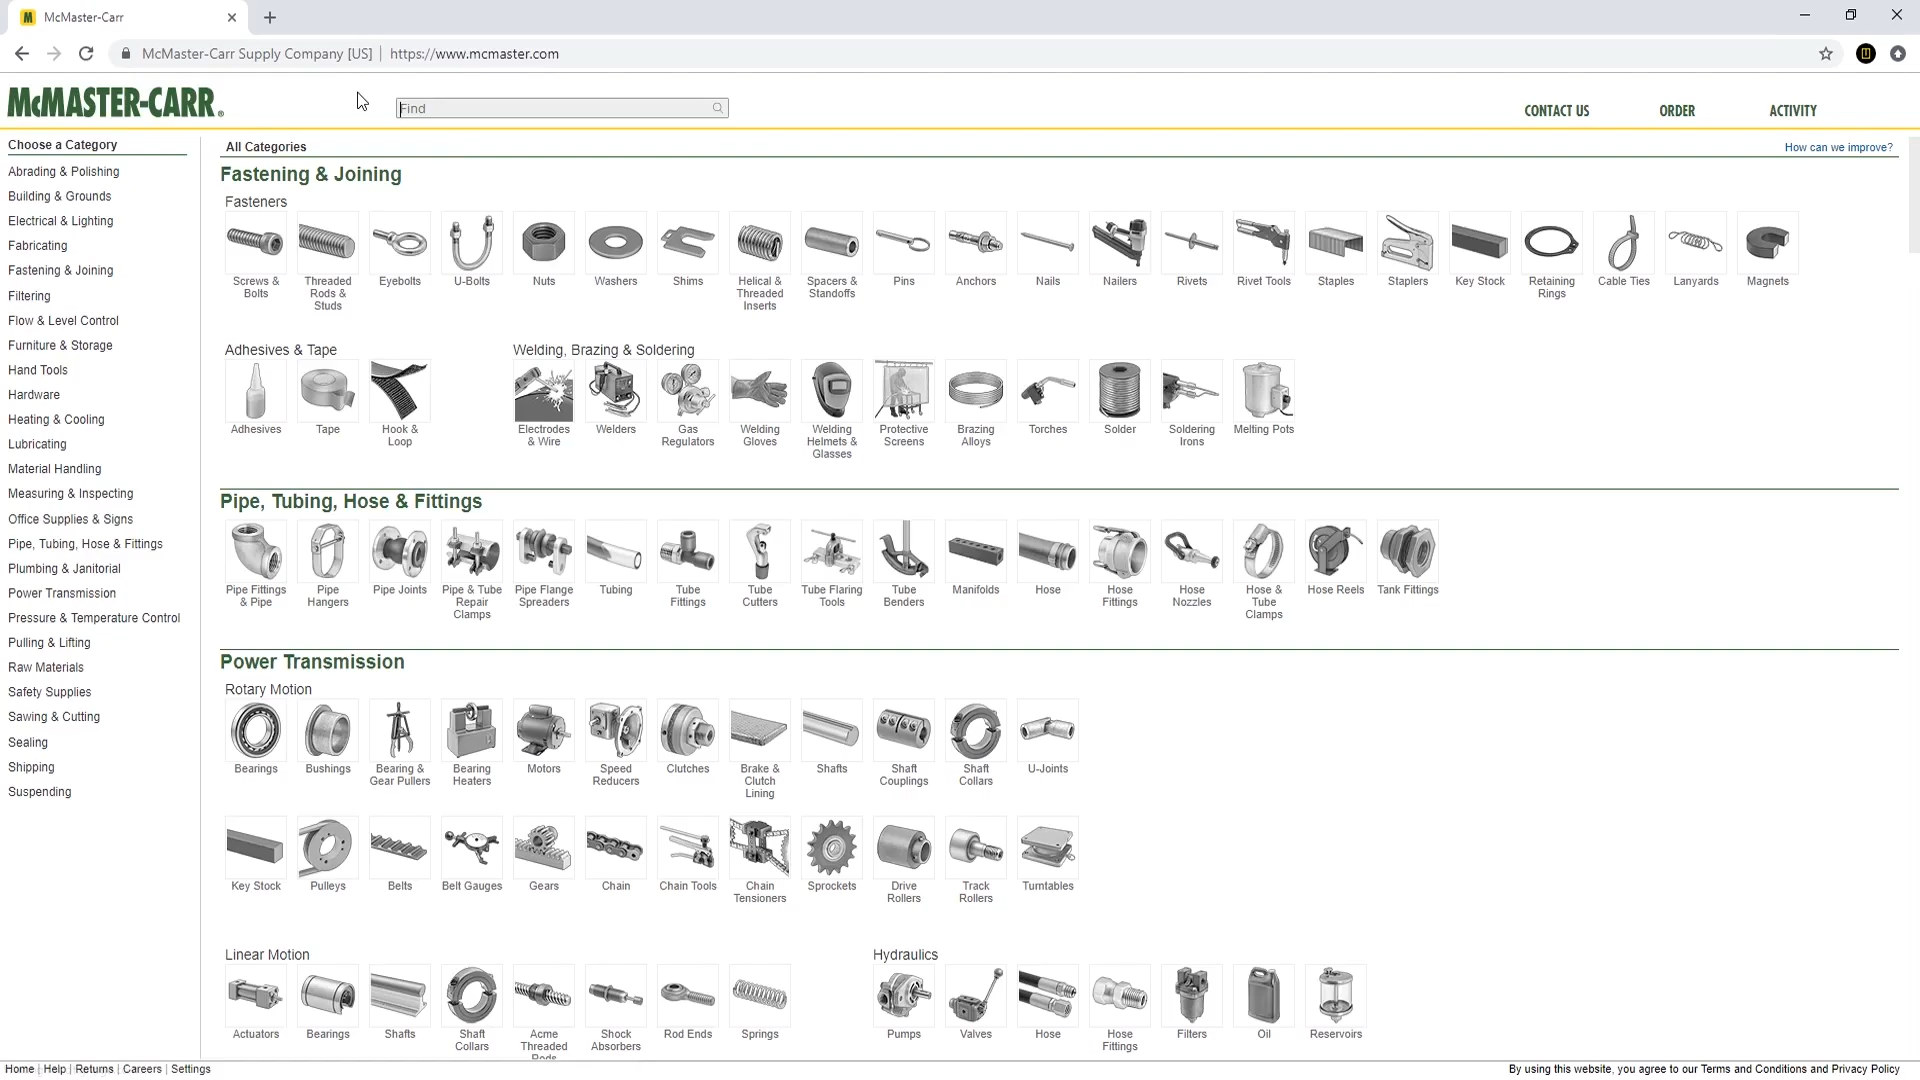 McMaster-Carr
McMaster-Carr Supply Company [US] | https://www.mcmaster.com
McMASTER-CARR®
Find
CONTACT US
ORDER
ACTIVITY
Choose a Category
Abrading & Polishing
Building & Grounds
Electrical & Lighting
Fabricating
Fastening & Joining
Filtering
Flow & Level Control
Furniture & Storage
Hand Tools
Hardware
Heating & Cooling
Lubricating
Material Handling
Measuring & Inspecting
Office Supplies & Signs
Pipe, Tubing, Hose & Fittings
Plumbing & Janitorial
Power Transmission
Pressure & Temperature Control
Pulling & Lifting
Raw Materials
Safety Supplies
Sawing & Cutting
Sealing
Shipping
Suspending
All Categories
How can we improve?
Fastening & Joining
Fasteners
Screws &
Bolts
Threaded
Rods &
Studs
Eyebolts
U-Bolts
Nuts
Washers
Shims
Helical &
Threaded
Inserts
Spacers &
Standoffs
Pins
Anchors
Nails
Nailers
Rivets
Rivet Tools
Staples
Staplers
Key Stock
Retaining
Rings
Cable Ties
Lanyards
Magnets
Adhesives & Tape
Adhesives
Tape
Hook &
Loop
Welding, Brazing & Soldering
Electrodes
& Wire
Welders
Gas
Regulators
Welding
Gloves
Welding
Helmets &
Glasses
Protective
Screens
Brazing
Alloys
Torches
Solder
Soldering
Irons
Melting Pots
Pipe, Tubing, Hose & Fittings
Pipe Fittings
& Pipe
Pipe
Hangers
Pipe Joints
Pipe & Tube
Repair
Clamps
Pipe Flange
Spreaders
Tubing
Tube
Fittings
Tube
Cutters
Tube Flaring
Tools
Tube
Benders
Manifolds
Hose
Hose
Fittings
Hose
Nozzles
Hose &
Tube
Clamps
Hose Reels
Tank Fittings
Power Transmission
Rotary Motion
Bearings
Bushings
Bearing &
Gear Pullers
Bearing
Heaters
Motors
Speed
Reducers
Clutches
Brake &
Clutch
Lining
Shafts
Shaft
Couplings
Shaft
Collars
U-Joints
Key Stock
Pulleys
Belts
Belt Gauges
Gears
Chain
Chain Tools
Chain
Tensioners
Sprockets
Drive
Rollers
Track
Rollers
Turntables
Linear Motion
Actuators
Bearings
Shafts
Shaft
Collars
Acme
Threaded
Rods
Shock
Absorbers
Rod Ends
Springs
Hydraulics
Pumps
Valves
Hose
Hose
Fittings
Filters
Oil
Reservoirs
Home | Help | Returns | Careers | Settings
By using this website, you agree to our Terms and Conditions and Privacy Policy